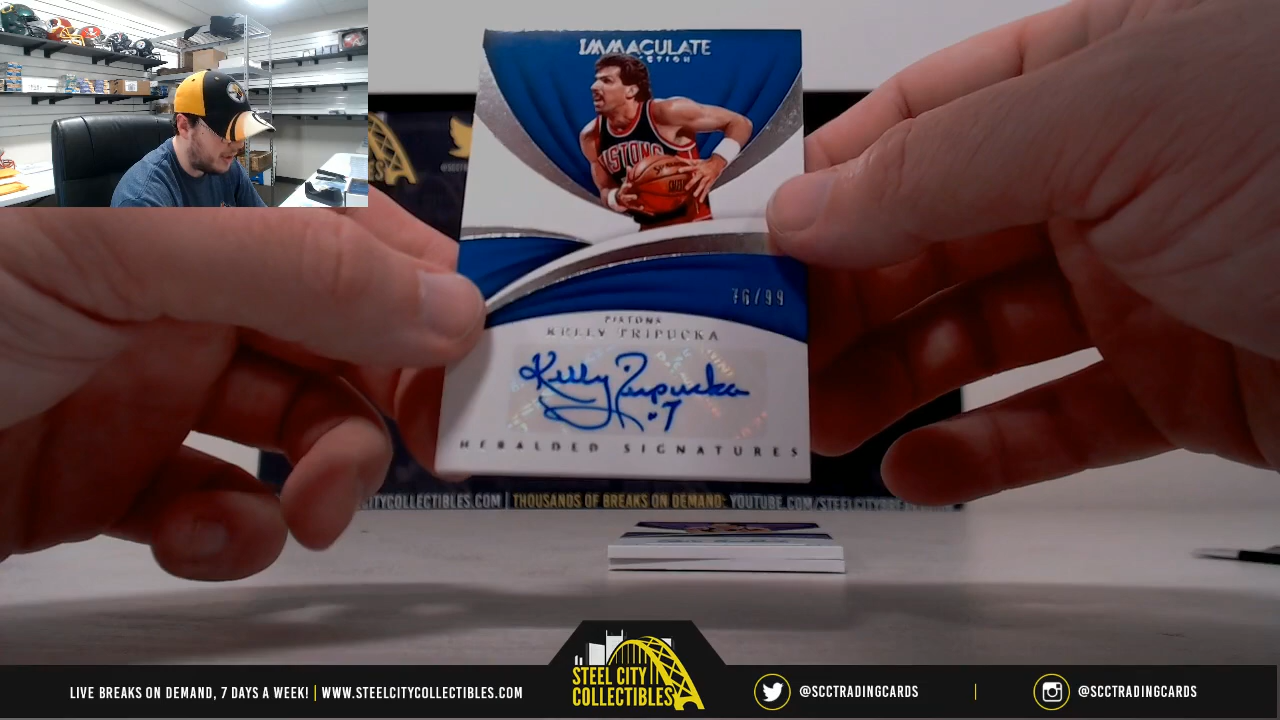 IMMACULATE
COLLECTION
PISTONS
76/99
PISTONS
KELLY TRIPUCKA
Kelly Tripucka
#7
HERALDED SIGNATURES
CITYCOLLECTIBLES.COM | THOUSANDS OF BREAKS ON DEMAND: YOUTUBE.COM/STEELCITY
STEEL CITY
COLLECTIBLES
LIVE BREAKS ON DEMAND, 7 DAYS A WEEK! | WWW.STEELCITYCOLLECTIBLES.COM
@SCCTRADINGCARDS | @SCCTRADINGCARDS